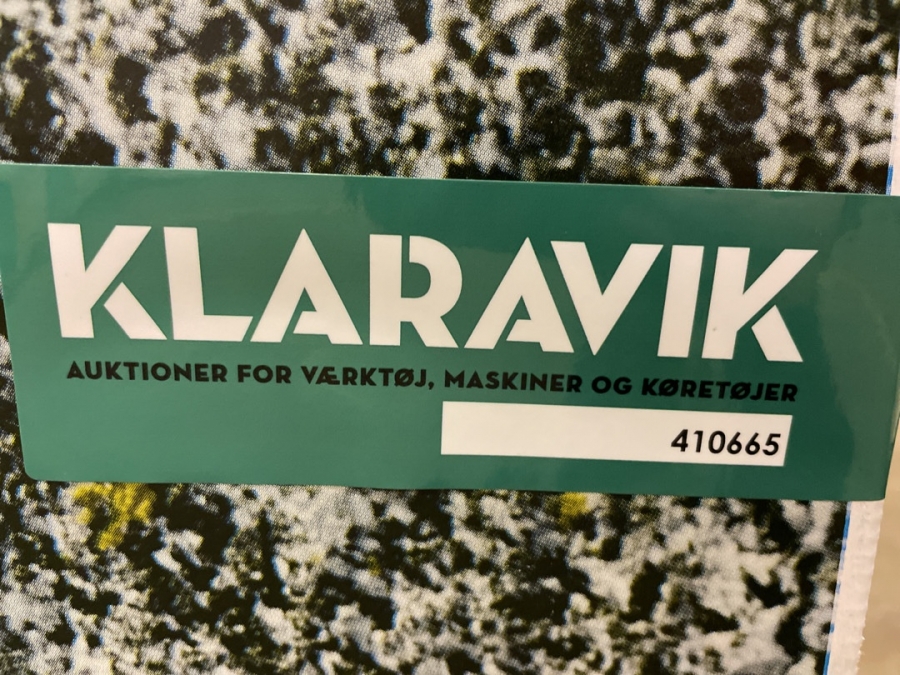 KLARAVIK
AUKTIONER FOR VÆRKTØJ, MASKINER OG KØRETØJER
410665